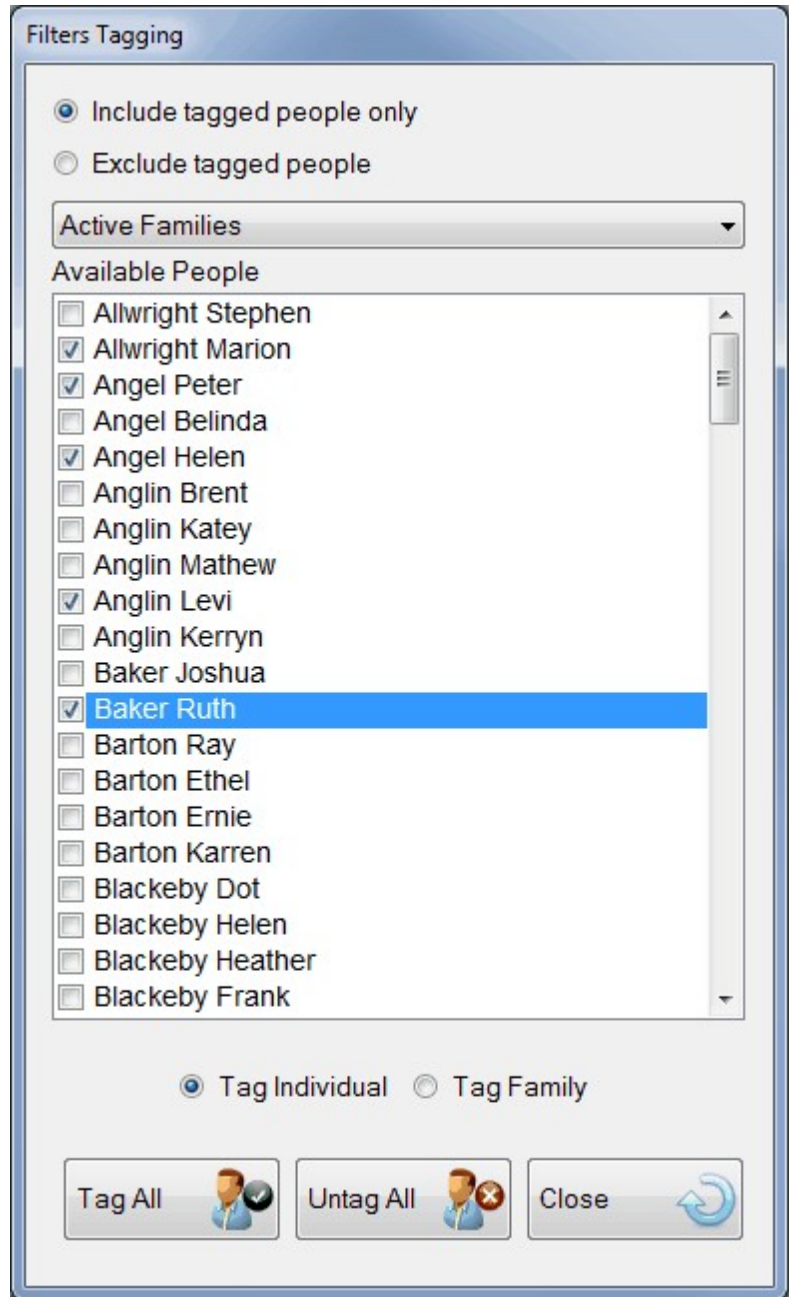 Filters Tagging
Include tagged people only
Exclude tagged people
Active Families
Available People
Allwright Stephen
Allwright Marion
Angel Peter
Angel Belinda
Angel Helen
Anglin Brent
Anglin Katey
Anglin Mathew
Anglin Levi
Anglin Kerryn
Baker Joshua
Baker Ruth
Barton Ray
Barton Ethel
Barton Ernie
Barton Karren
Blackeby Dot
Blackeby Helen
Blackeby Heather
Blackeby Frank
Tag Individual Tag Family
Tag All Untag All Close